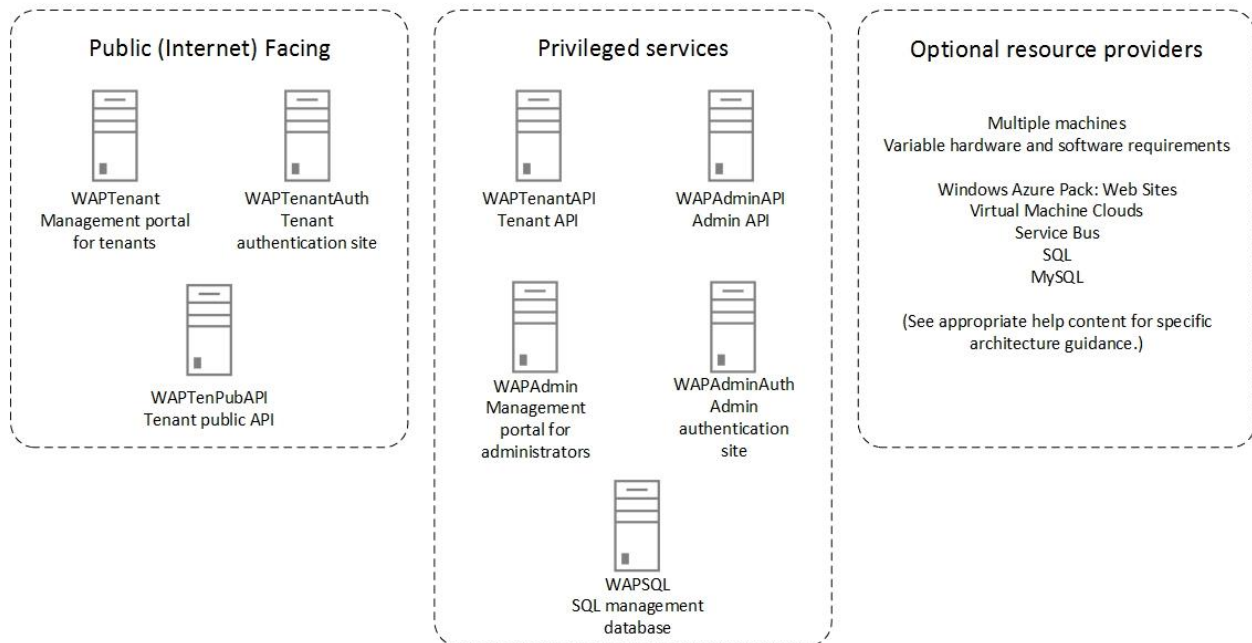 Public (Internet) Facing
WAPTenant
Management portal
for tenants
WAPTenantAuth
Tenant
authentication site
WAPTenPubAPI
Tenant public API
Privileged services
WAPTenantAPI
Tenant API
WAPAdminAPI
Admin API
WAPAdmin
Management
portal for
administrators
WAPAdminAuth
Admin
authentication
site
WAPSQL
SQL management
database
Optional resource providers
Multiple machines
Variable hardware and software requirements
Windows Azure Pack: Web Sites
Virtual Machine Clouds
Service Bus
SQL
MySQL
(See appropriate help content for specific
architecture guidance.)